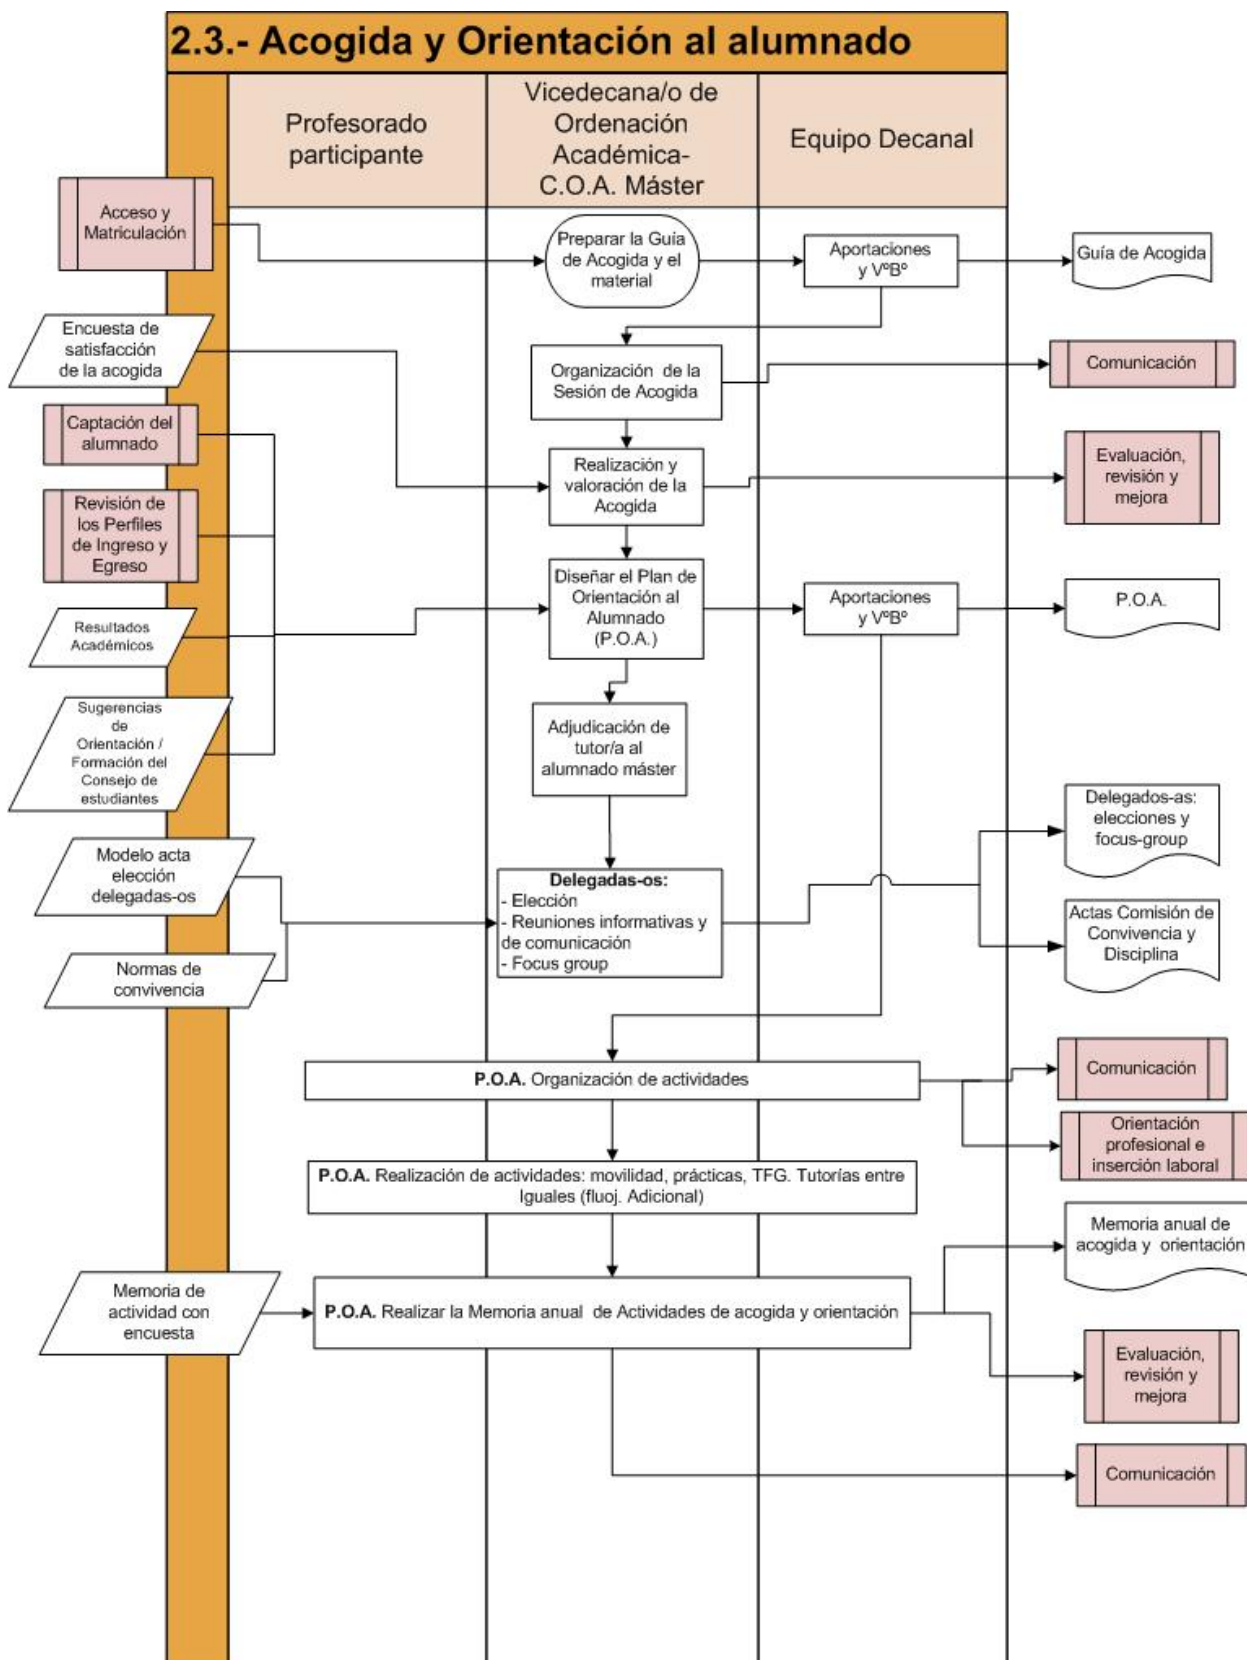 2.3.- Acogida y Orientación al alumnado
Profesorado
participante
Vicedecana/o de
Ordenación
Académica-
C.O.A. Máster
Equipo Decanal
Acceso y
Matriculación
Preparar la Guía
de Acogida y el
material
Aportaciones
y VºBº
Guía de Acogida
Encuesta de
satisfacción
de la acogida
Organización de la
Sesión de Acogida
Comunicación
Captación del
alumnado
Realización y
valoración de la
Acogida
Evaluación,
revisión y
mejora
Revisión de
los Perfiles
de Ingreso y
Egreso
Diseñar el Plan de
Orientación al
Alumnado
(P.O.A.)
Aportaciones
y VºBº
P.O.A.
Resultados
Académicos
Sugerencias
de
Orientación /
Formación del
Consejo de
estudiantes
Adjudicación de
tutor/a al
alumnado máster
Delegados-as:
elecciones y
focus-group
Modelo acta
elección
delegadas-os
Delegadas-os:
- Elección
- Reuniones informativas y
de comunicación
- Focus group
Actas Comisión de
Convivencia y
Disciplina
Normas de
convivencia
P.O.A. Organización de actividades
Comunicación
Orientación
profesional e
inserción laboral
P.O.A. Realización de actividades: movilidad, prácticas, TFG. Tutorías entre
Iguales (fluoj. Adicional)
Memoria anual de
acogida y orientación
Memoria de
actividad con
encuesta
P.O.A. Realizar la Memoria anual de Actividades de acogida y orientación
Evaluación,
revisión y
mejora
Comunicación